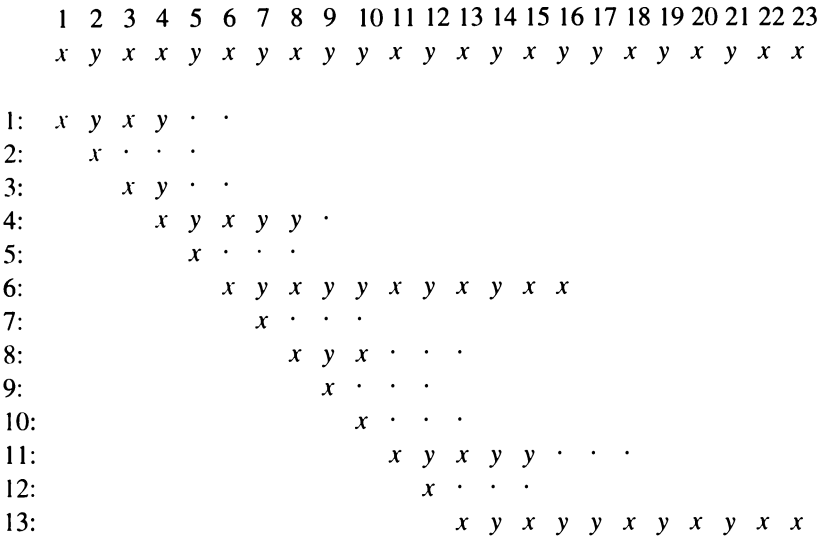 1 2 3 4 5 6 7 8 9 10 11 12 13 14 15 16 17 18 19 20 21 22 23
x y x x y x y x y y x y x y x y y x y x y x x
1: x y x y · ·
2: x · · ·
3: x y · ·
4: x y x y y ·
5: x · · ·
6: x y x y y x y x y x x
7: x · · ·
8: x y x · · ·
9: x · · ·
10: x · · ·
11: x y x y y · · ·
12: x · · ·
13: x y x y y x y x y x x